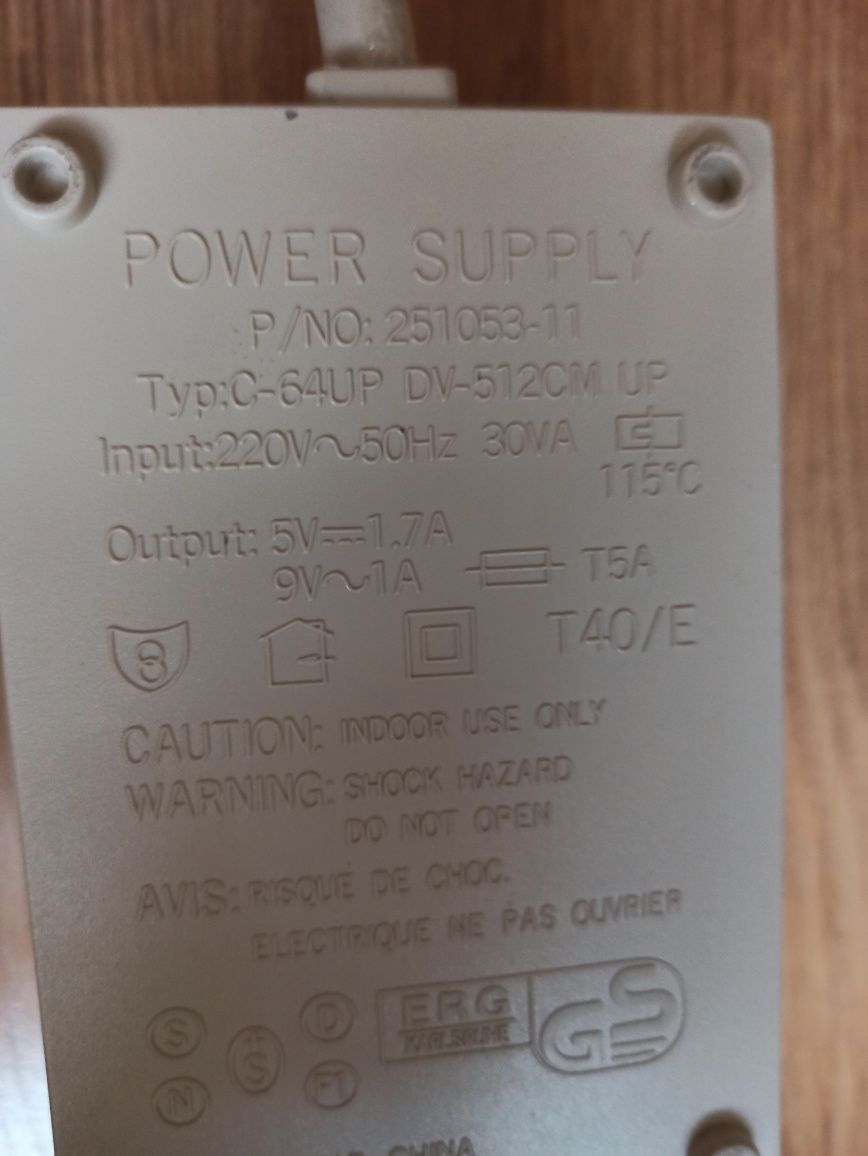 POWER SUPPLY
P/NO: 251053-11
Typ:C-64UP DV-512CM UP
Input:220V~50Hz 30VA
115°C
Output: 5V⎓1.7A
9V~1A T5A
8 T40/E
CAUTION: INDOOR USE ONLY
WARNING: SHOCK HAZARD
DO NOT OPEN
AVIS: RISQUE DE CHOC.
ELECTRIQUE NE PAS OUVRIER
S +S D ERG KARLSRUHE GS
N FI
CHINA